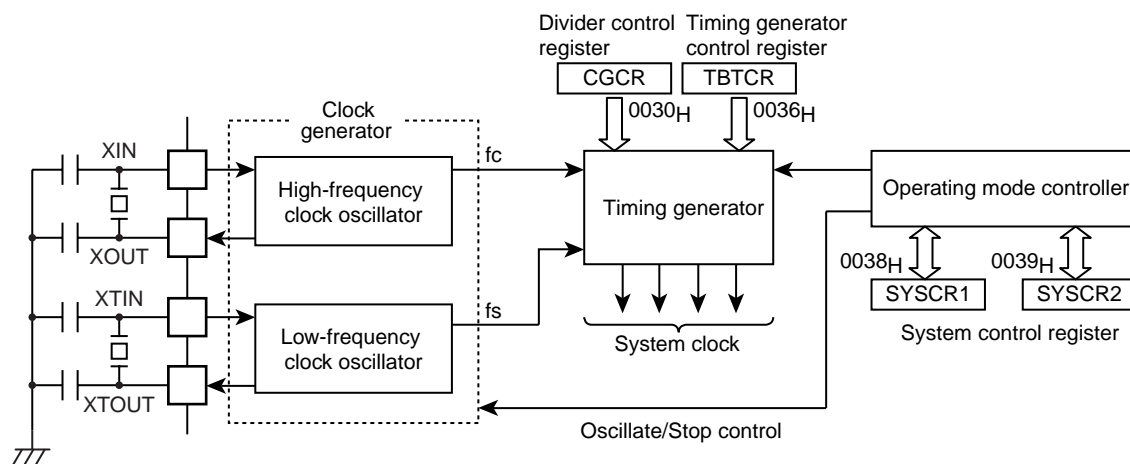 Divider control
register
Timing generator
control register
CGCR
TBTCR
0030H
0036H
Clock
generator
XIN
XOUT
High-frequency
clock oscillator
fc
Timing generator
Operating mode controller
0038H
0039H
SYSCR1
SYSCR2
System control register
XTIN
XTOUT
Low-frequency
clock oscillator
fs
System clock
Oscillate/Stop control